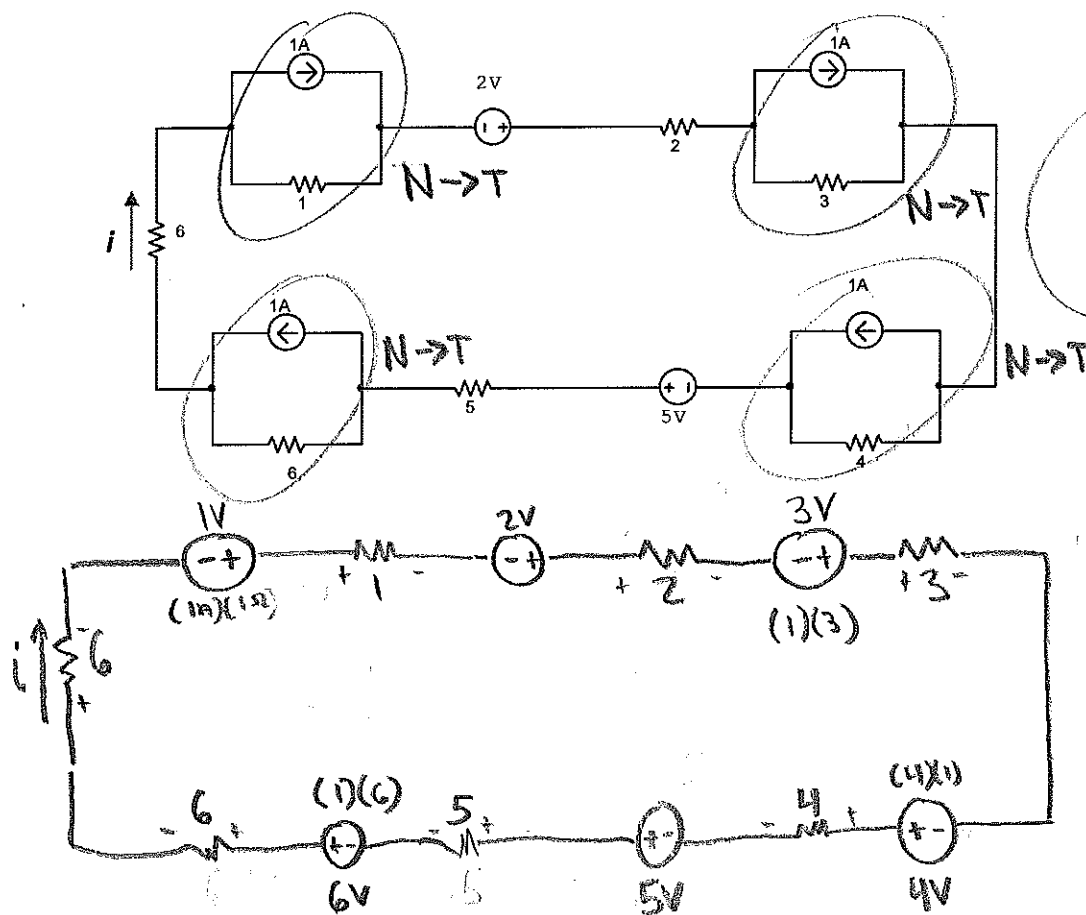 1A
1A
2V
2
1
N→T
3
N→T
i
6
1A
1A
N→T
N→T
5
5V
6
4
1V
2V
3V
- +
- +
- +
+ 1 -
+ 2 -
+ 3 -
(1A)(1Ω)
(1)(3)
i
- 6 +
(1)(6)
(4)(1)
- 6 +
- 5 +
- 4 +
+ -
+ -
+ -
6V
5V
4V